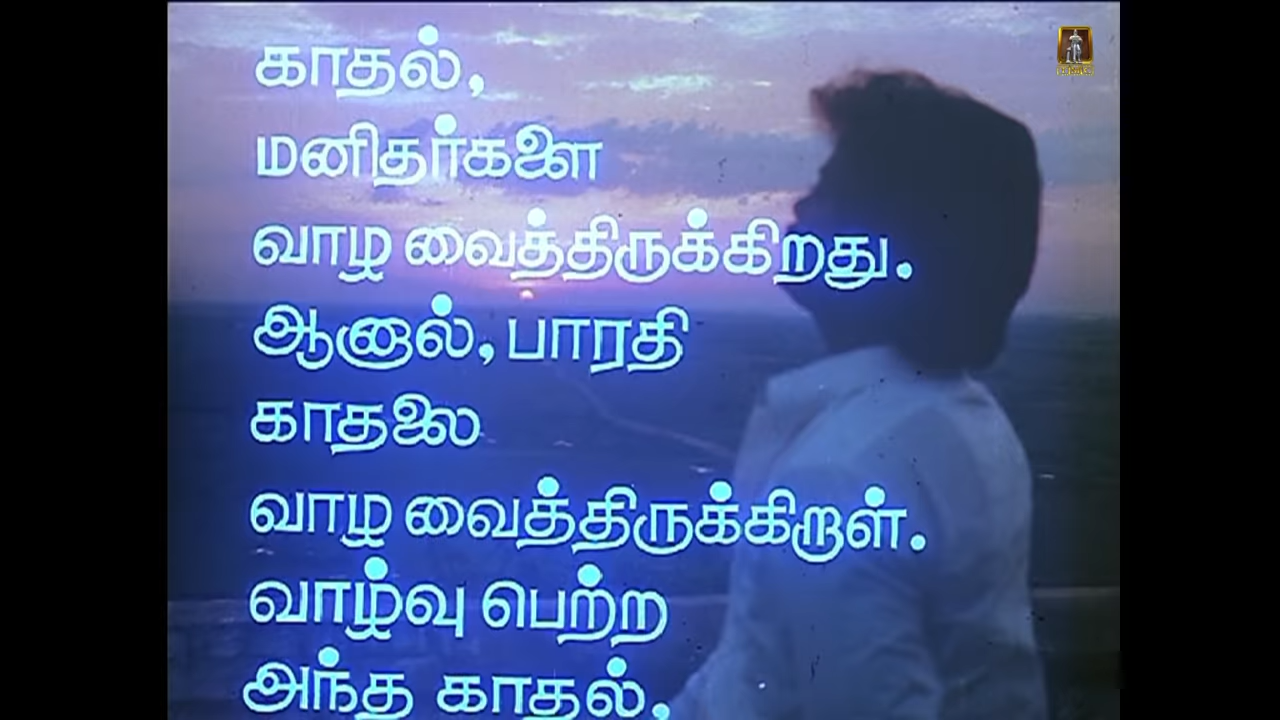 காதல்,
மனிதர்களை
வாழ வைத்திருக்கிறது.
ஆனால், பாரதி
காதலை
வாழ வைத்திருக்கிறாள்.
வாழ்வு பெற்ற
அந்த காதல்,